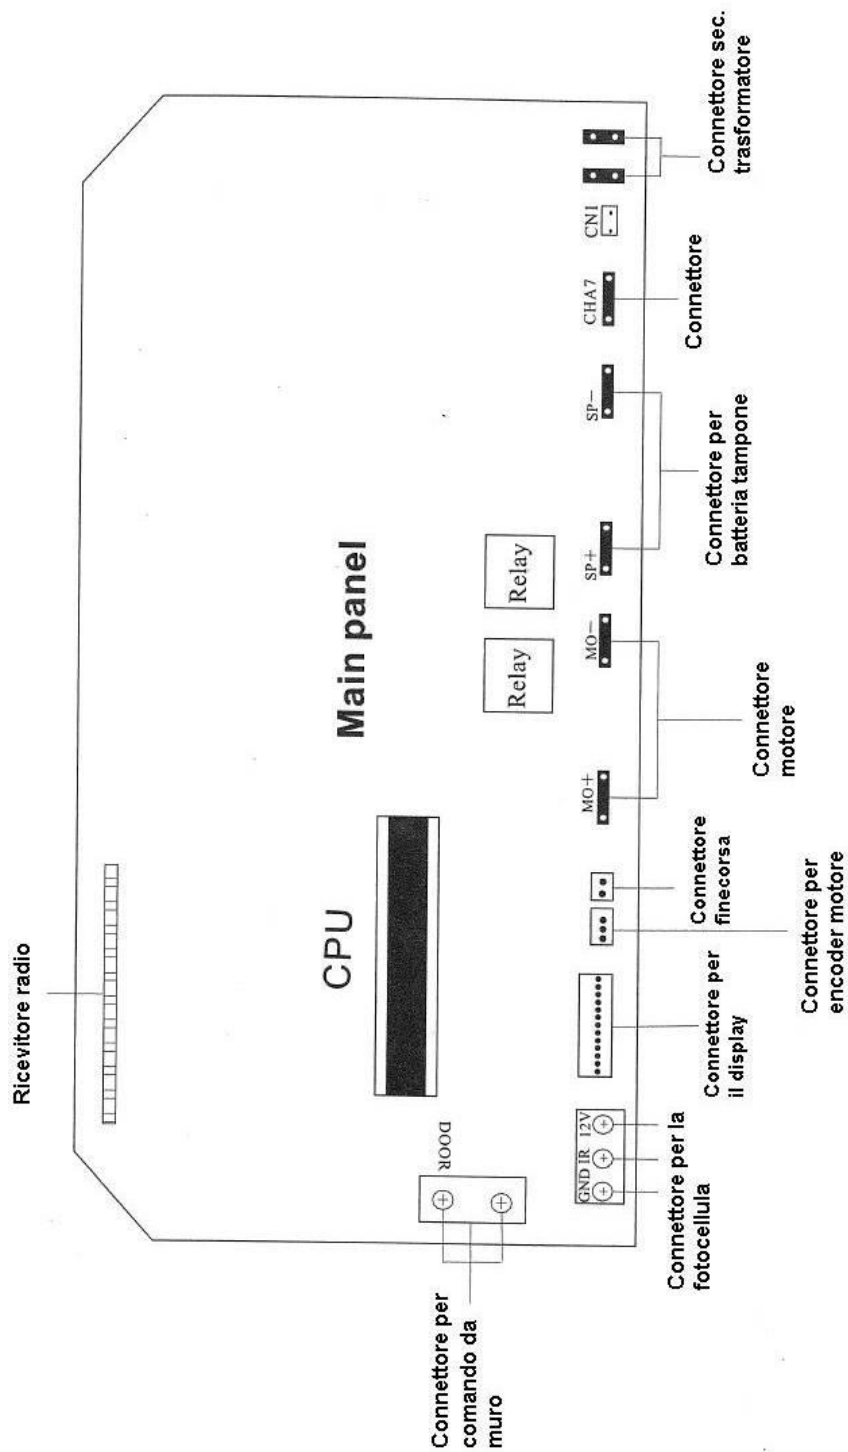 Ricevitore radio
Main panel
CPU
Relay
Relay
DOOR
GND IR 12V
MO+
MO−
SP+
SP−
CHA7
CN1
Connettore per
comando da
muro
Connettore per la
fotocellula
Connettore per
il display
Connettore per
encoder motore
Connettore
finecorsa
Connettore
motore
Connettore per
batteria tampone
Connettore
Connettore sec.
trasformatore